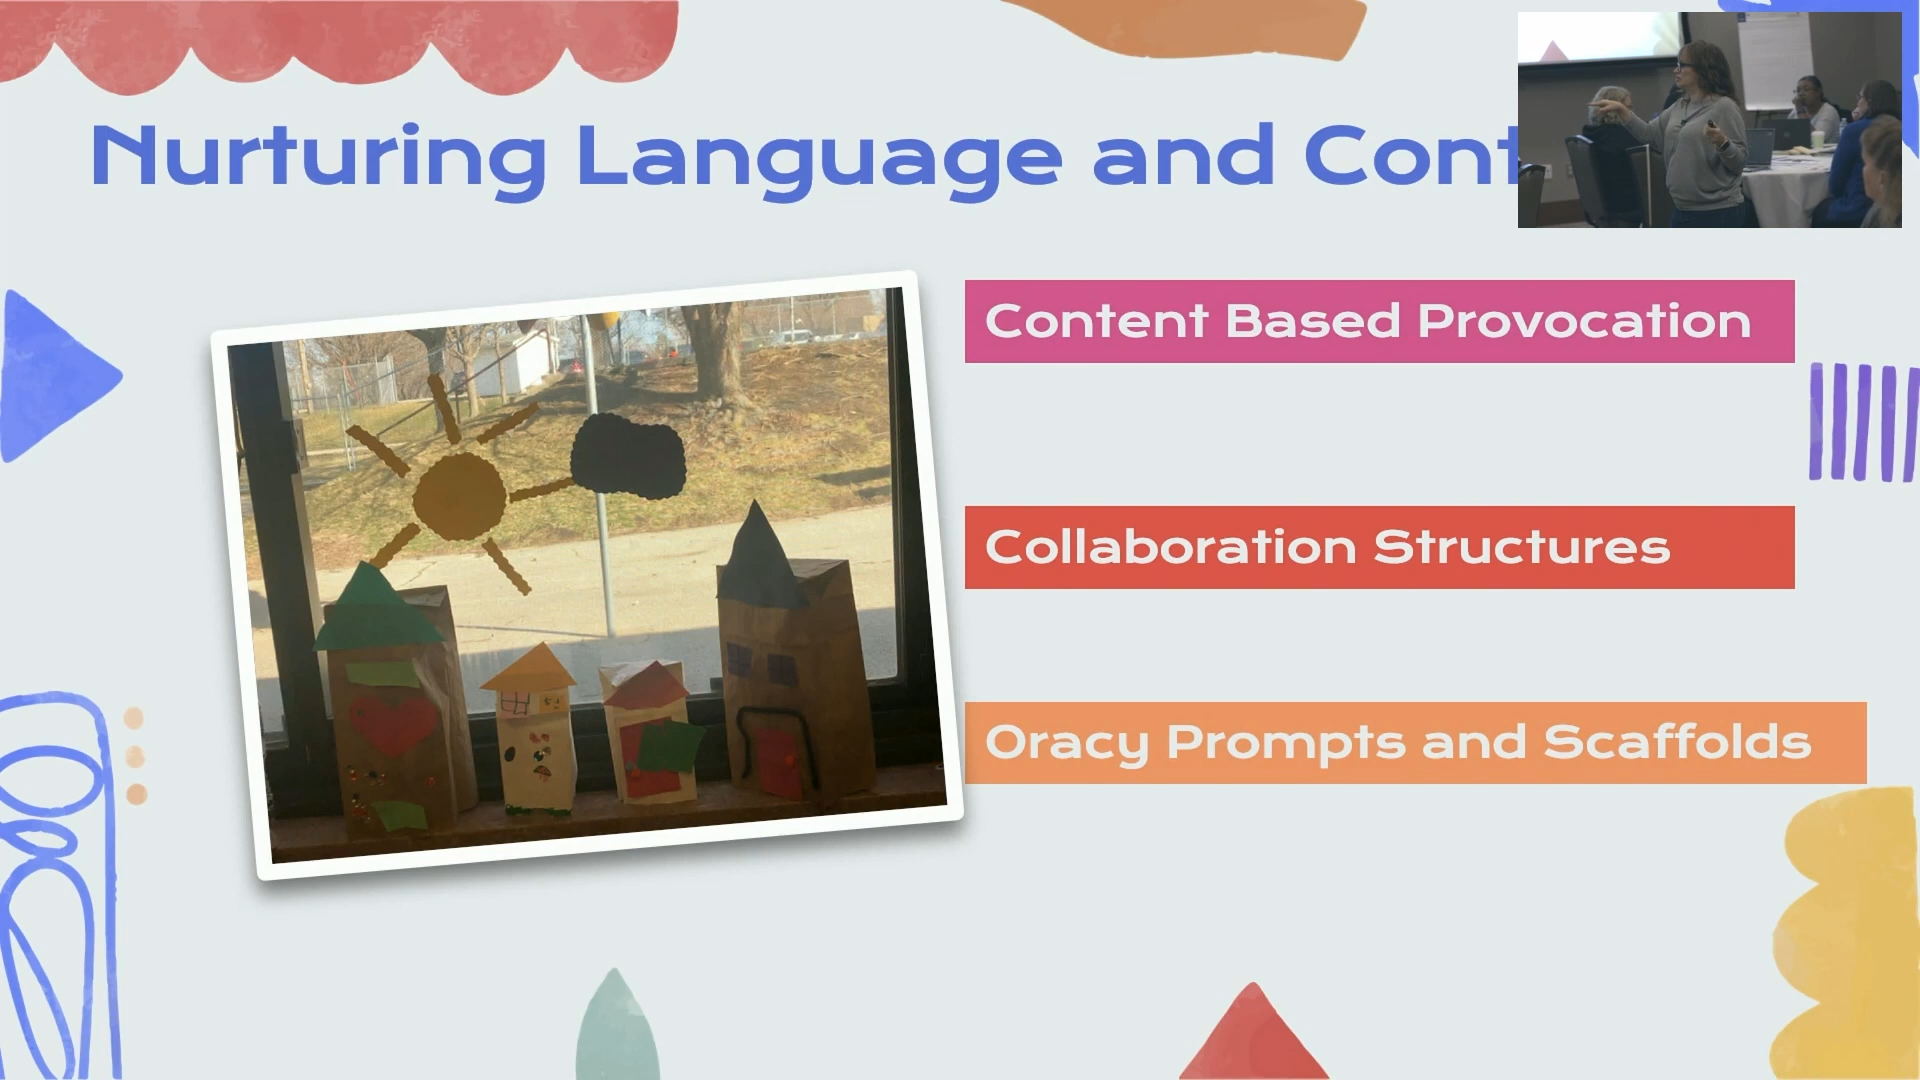 Nurturing Language and Cont
Content Based Provocation
Collaboration Structures
Oracy Prompts and Scaffolds